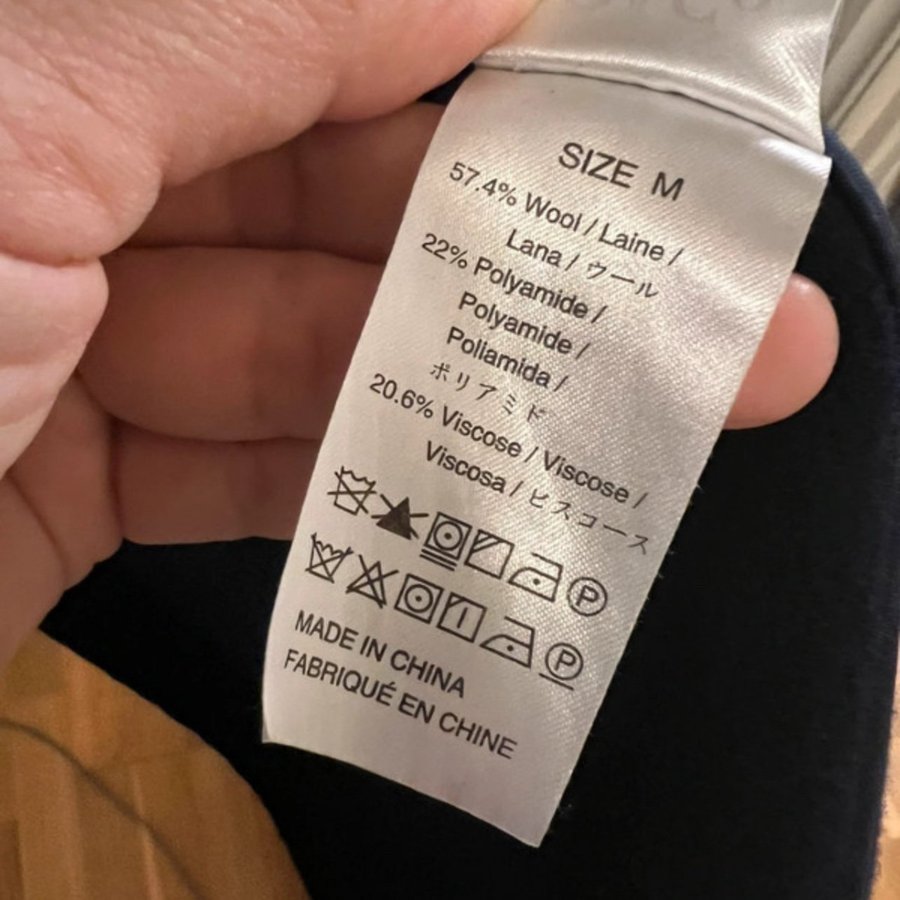 SIZE M
57.4% Wool / Laine /
Lana / ウール
22% Polyamide /
Polyamide /
Poliamida /
ポリアミド
20.6% Viscose / Viscose /
Viscosa / ビスコース
P
P
MADE IN CHINA
FABRIQUÉ EN CHINE